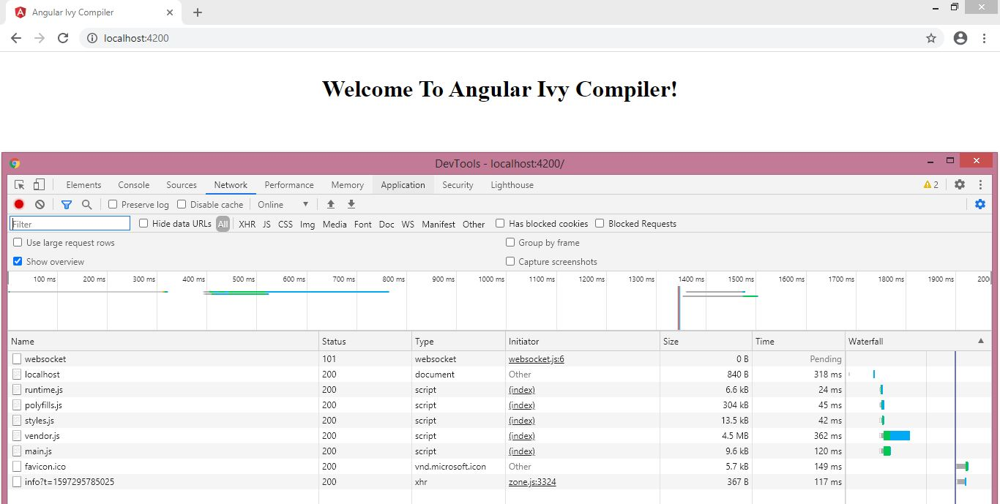 Angular Ivy Compiler
localhost:4200
Welcome To Angular Ivy Compiler!
DevTools - localhost:4200/
Elements Console Sources Network Performance Memory Application Security Lighthouse 2
Preserve log Disable cache Online
Filter Hide data URLs All XHR JS CSS Img Media Font Doc WS Manifest Other Has blocked cookies Blocked Requests
Use large request rows Group by frame
Show overview Capture screenshots
100 ms 200 ms 300 ms 400 ms 500 ms 600 ms 700 ms 800 ms 900 ms 1000 ms 1100 ms 1200 ms 1300 ms 1400 ms 1500 ms 1600 ms 1700 ms 1800 ms 1900 ms 200
Name Status Type Initiator Size Time Waterfall
websocket 101 websocket websocket.js:6 0 B Pending
localhost 200 document Other 840 B 318 ms
runtime.js 200 script (index) 6.6 kB 24 ms
polyfills.js 200 script (index) 304 kB 45 ms
styles.js 200 script (index) 13.5 kB 42 ms
vendor.js 200 script (index) 4.5 MB 362 ms
main.js 200 script (index) 9.6 kB 120 ms
favicon.ico 200 vnd.microsoft.icon Other 5.7 kB 149 ms
info?t=1597295785025 200 xhr zone.js:3324 367 B 117 ms